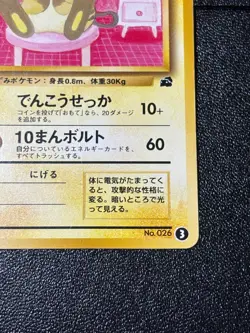 ずみポケモン：身長0.8m、体重30Kg
でんこうせっか 10+
コインを投げて「おもて」なら、20ダメージ
を追加する。
10まんボルト 60
自分についているエネルギーカードを、
すべてトラッシュする。
にげる
体に電気がたまってく
ると、攻撃的な性格に
変る。暗いところで光
って見える。
No.026 3